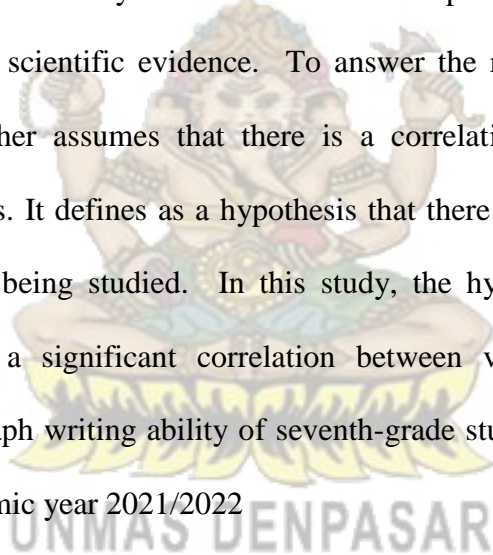 scientific evidence. To answer the
assumes that there is a correlati
s. It defines as a hypothesis that there
being studied. In this study, the hy
a significant correlation between v
aph writing ability of seventh-grade stu
mic year 2021/2022
UNMAS DENPASAR